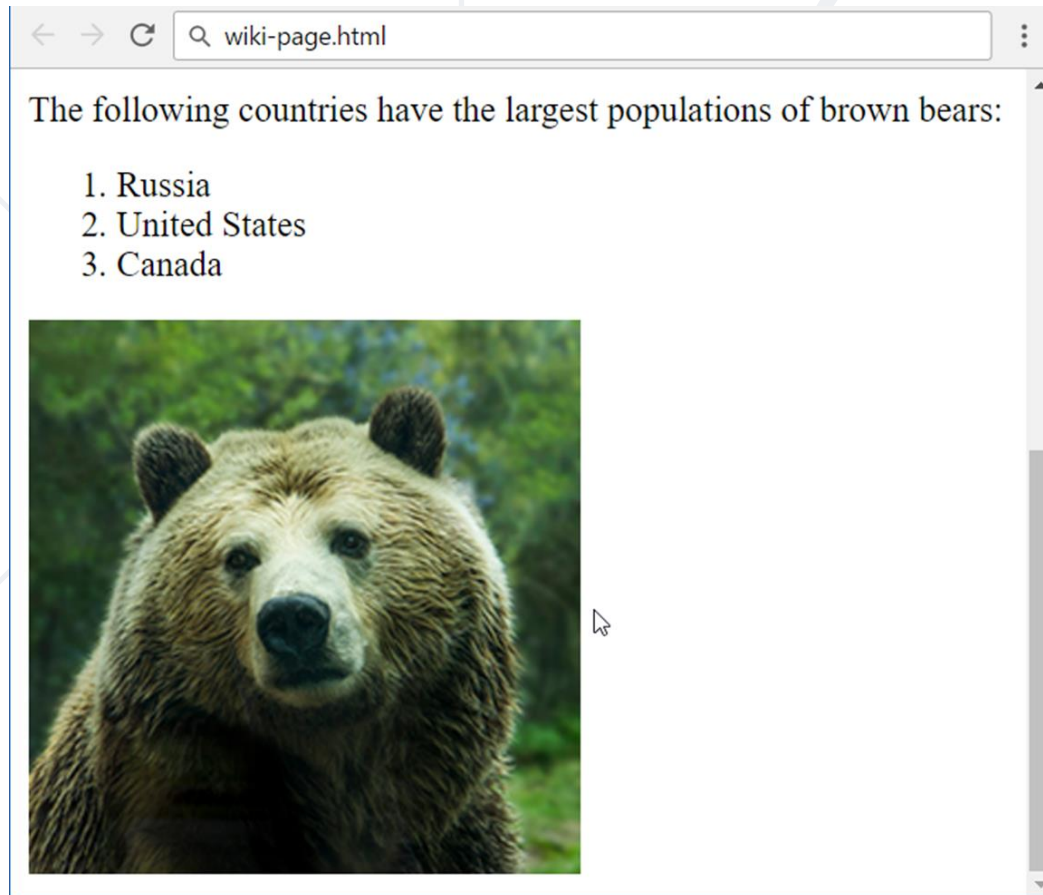 wiki-page.html
The following countries have the largest populations of brown bears:
1. Russia
2. United States
3. Canada